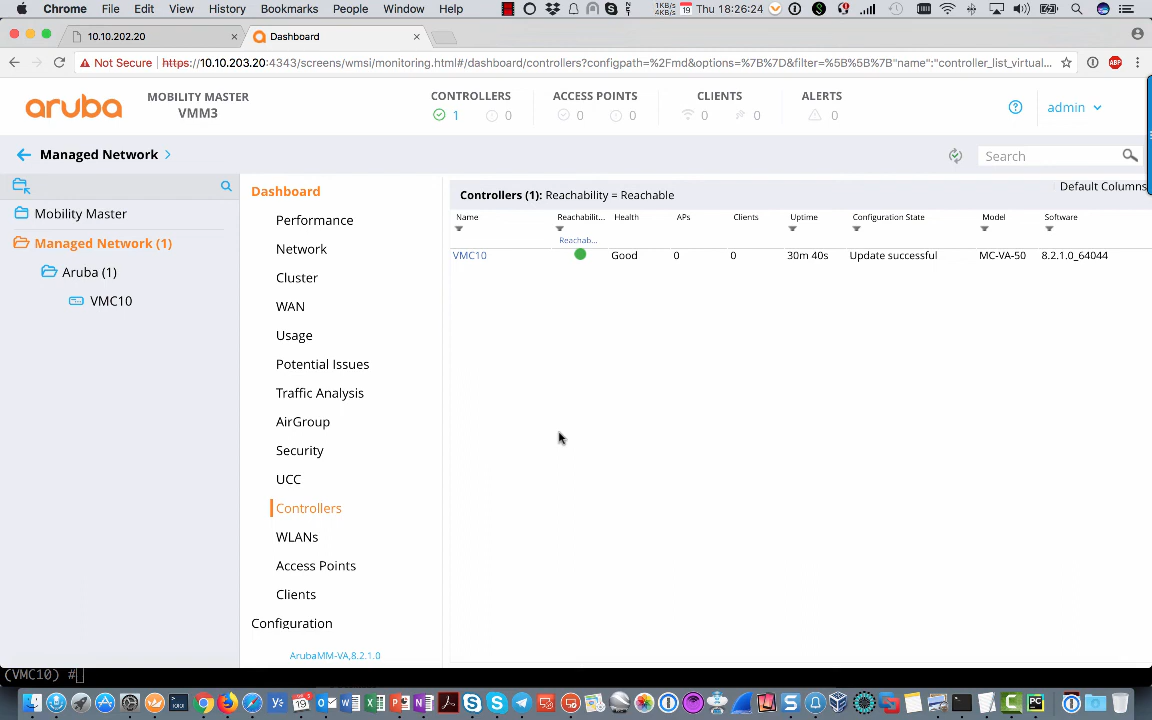 Chrome File Edit View History Bookmarks People Window Help 1KB/s 4KB/s 19 Thu 18:26:24
10.10.202.20 × Dashboard ×
Not Secure https://10.10.203.20:4343/screens/wmsi/monitoring.html#/dashboard/controllers?configpath=%2Fmd&options=%7B%7D&filter=%5B%5B%7B"name":"controller_list_virtual... ABP
aruba MOBILITY MASTER CONTROLLERS ACCESS POINTS CLIENTS ALERTS
VMM3 1 0 0 0 0 0 0 admin
Managed Network Search
Default Columns
Mobility Master
Managed Network (1)
Aruba (1)
VMC10
Dashboard
Performance
Network
Cluster
WAN
Usage
Potential Issues
Traffic Analysis
AirGroup
Security
UCC
Controllers
WLANs
Access Points
Clients
Configuration
ArubaMM-VA,8.2.1.0
Controllers (1): Reachability = Reachable
Name Reachabilit... Health APs Clients Uptime Configuration State Model Software
Reachab...
VMC10 Good 0 0 30m 40s Update successful MC-VA-50 8.2.1.0_64044
(VMC10) #